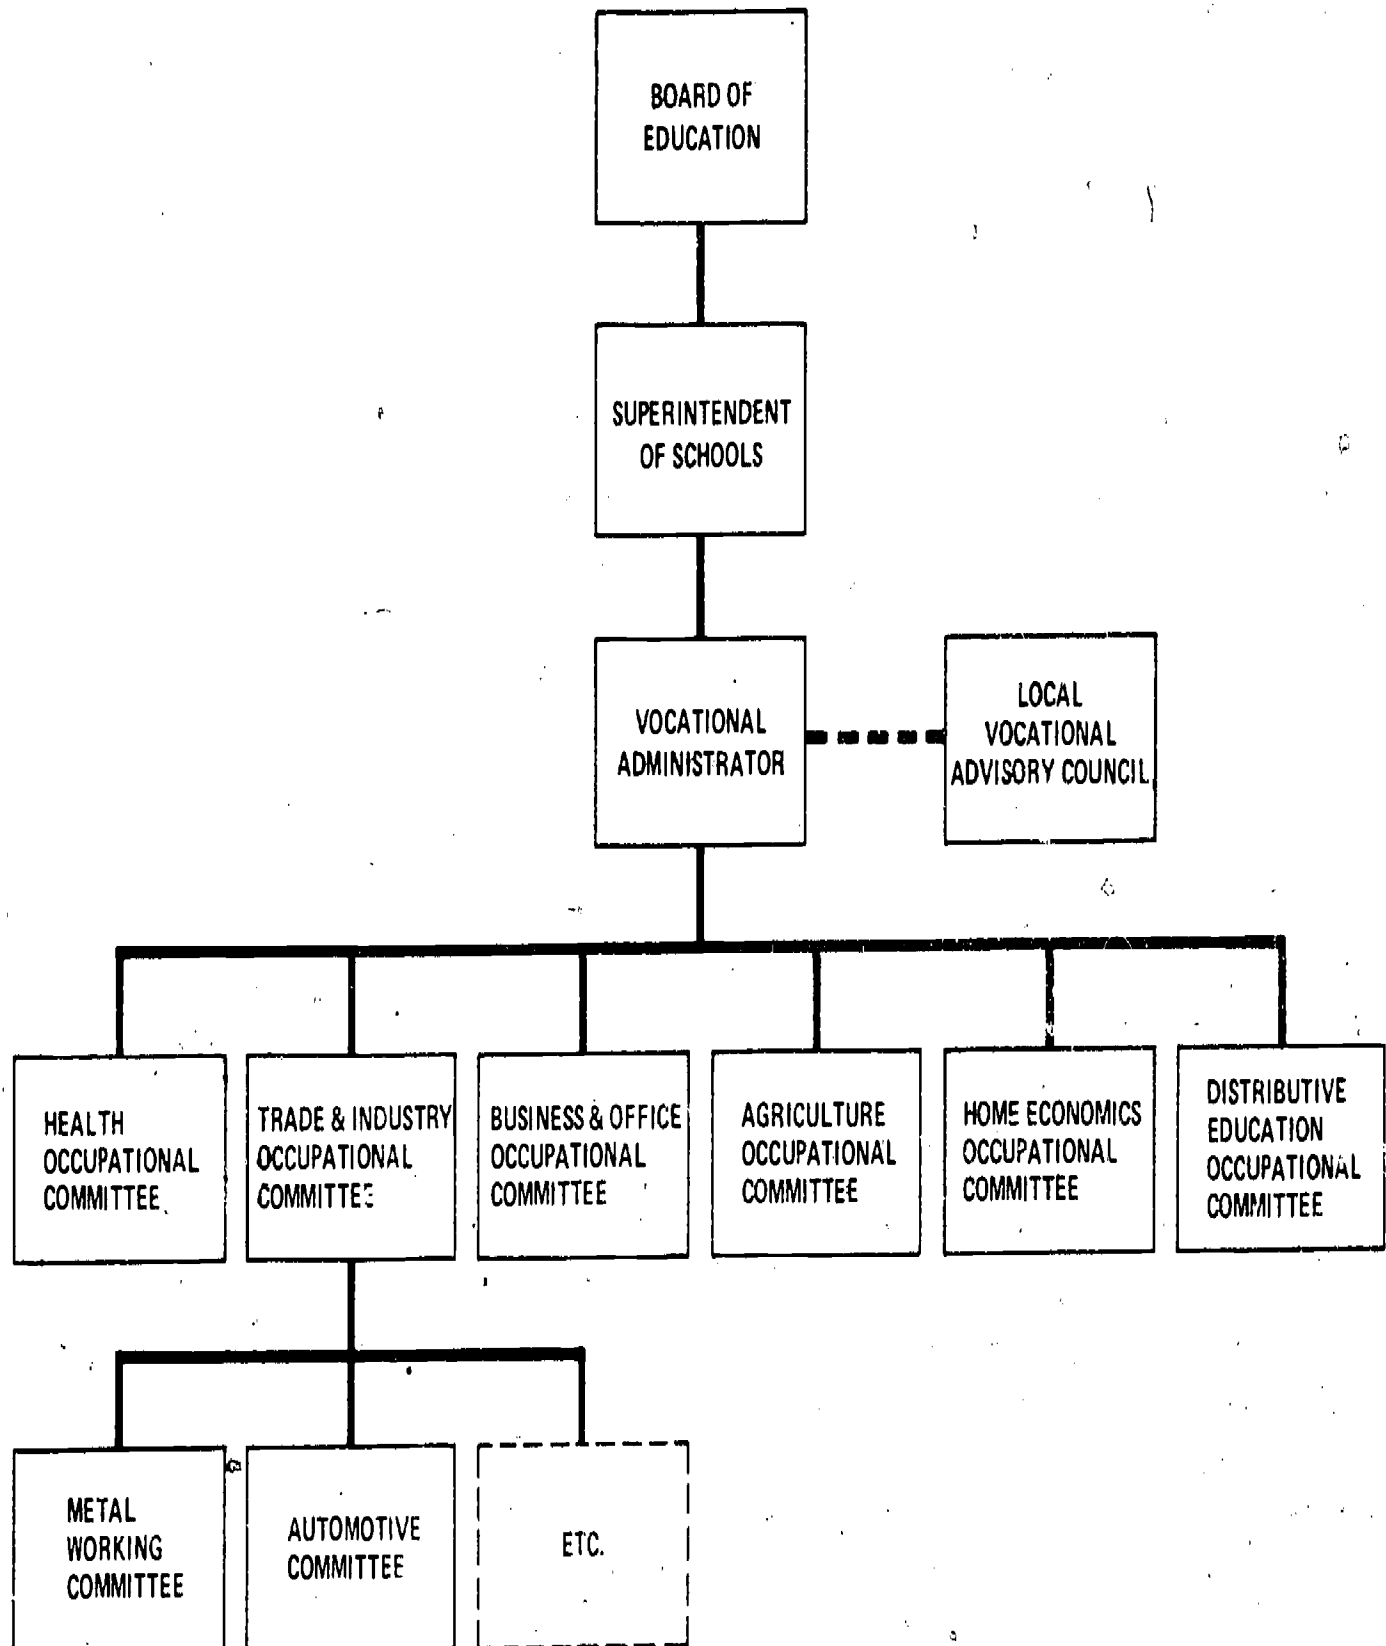 BOARD OF
EDUCATION
SUPERINTENDENT
OF SCHOOLS
VOCATIONAL
ADMINISTRATOR
LOCAL
VOCATIONAL
ADVISORY COUNCIL
HEALTH
OCCUPATIONAL
COMMITTEE
TRADE & INDUSTRY
OCCUPATIONAL
COMMITTEE
BUSINESS & OFFICE
OCCUPATIONAL
COMMITTEE
AGRICULTURE
OCCUPATIONAL
COMMITTEE
HOME ECONOMICS
OCCUPATIONAL
COMMITTEE
DISTRIBUTIVE
EDUCATION
OCCUPATIONAL
COMMITTEE
METAL
WORKING
COMMITTEE
AUTOMOTIVE
COMMITTEE
ETC.